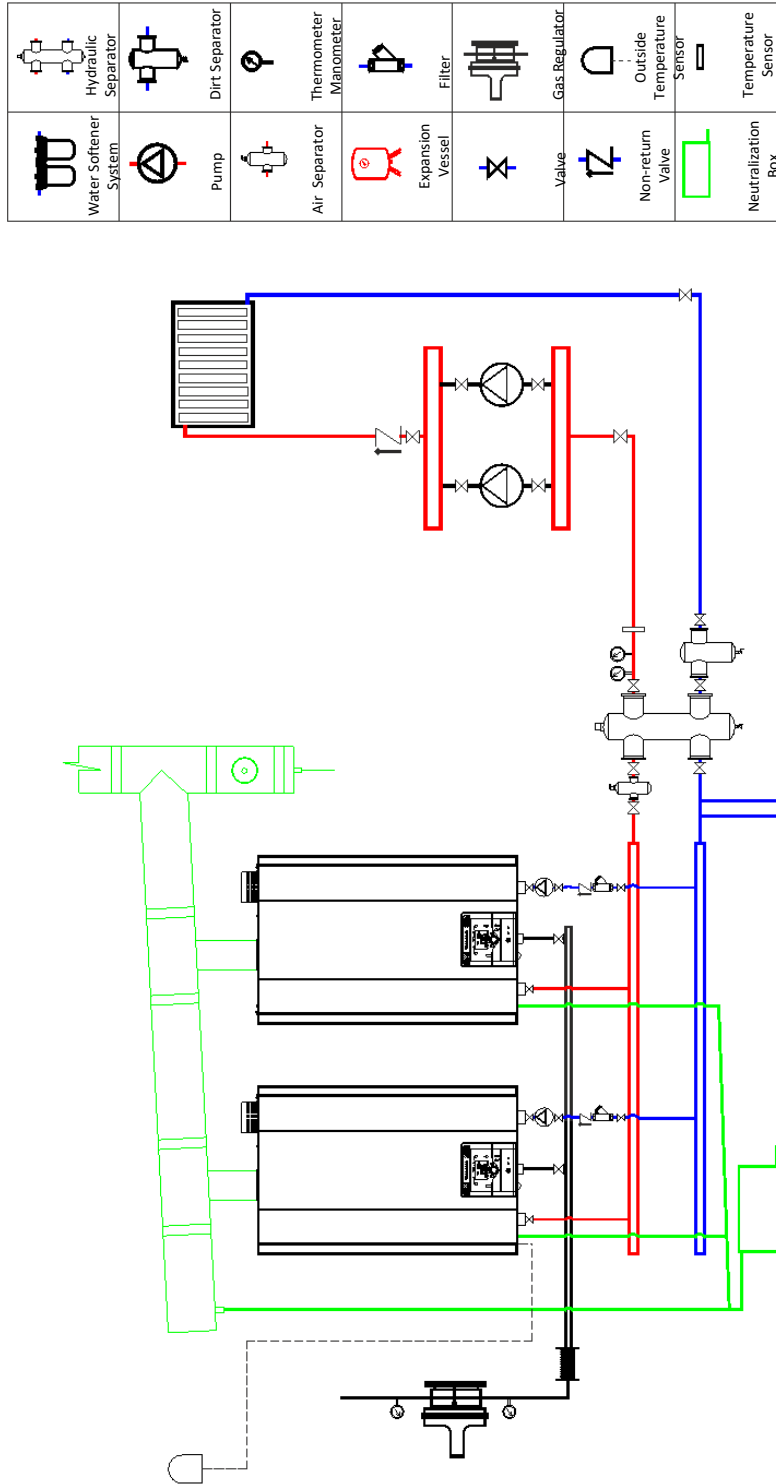 Water Softener
System
Hydraulic
Separator
Pump
Dirt Separator
Air Separator
Thermometer
Manometer
Expansion
Vessel
Filter
Valve
Gas Regulator
Non-return
Valve
Outside
Temperature
Sensor
Neutralization
Box
Temperature
Sensor